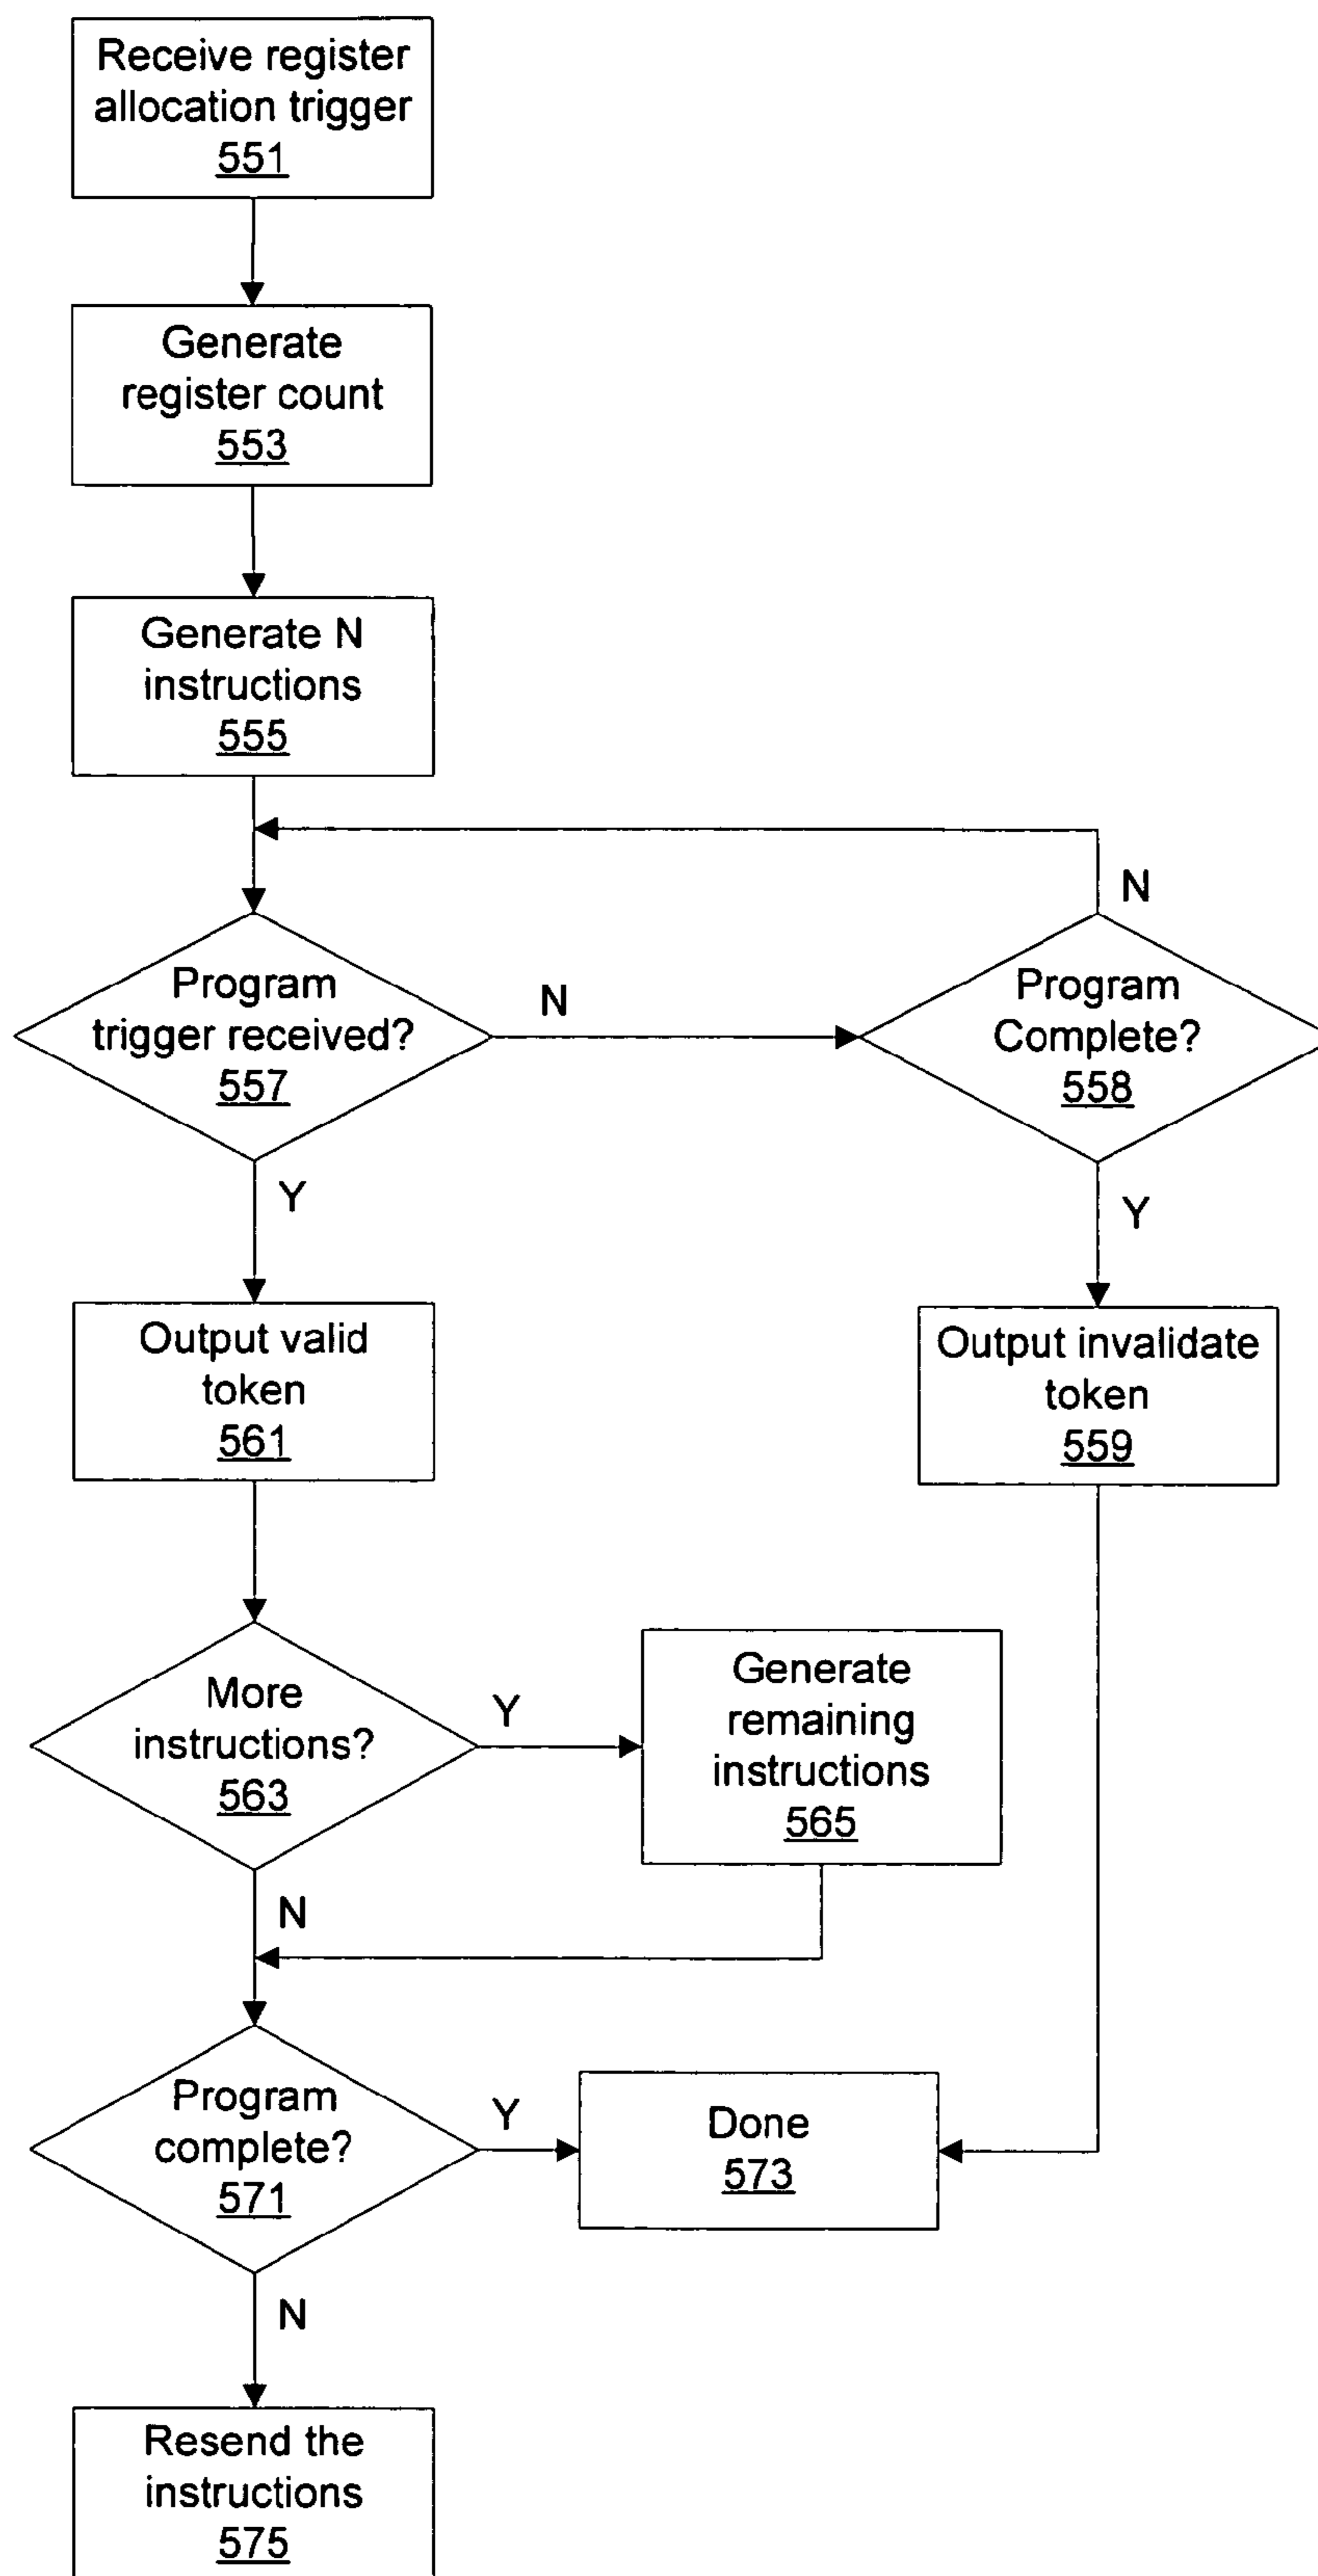 Receive register
allocation trigger
551
Generate
register count
553
Generate N
instructions
555
N
Program
trigger received?
557
N
Program
Complete?
558
Y
Y
Output valid
token
561
Output invalidate
token
559
More
instructions?
563
Y
Generate
remaining
instructions
565
N
Program
complete?
571
Y
Done
573
N
Resend the
instructions
575